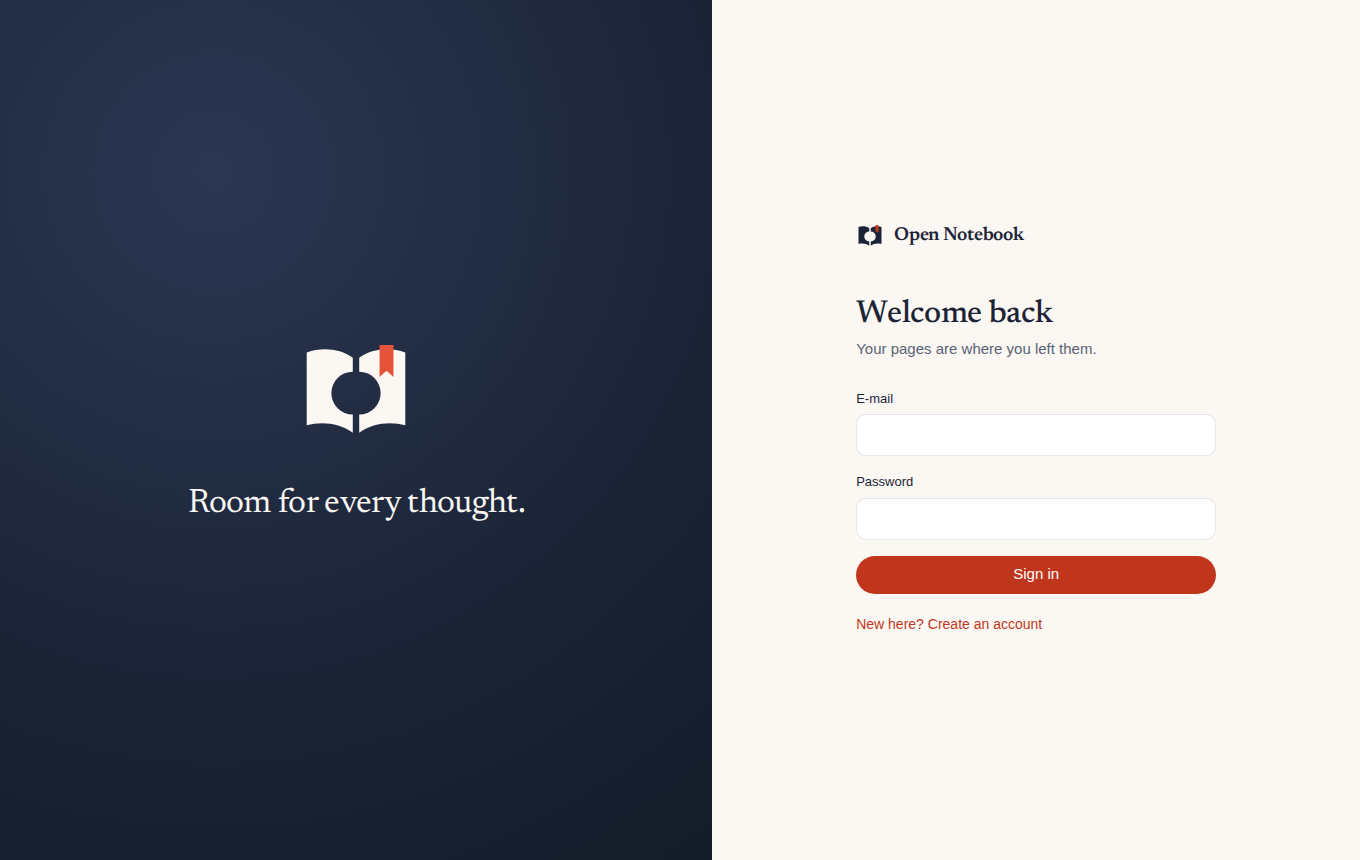 Room for every thought.
Open Notebook
Welcome back
Your pages are where you left them.
E-mail
Password
Sign in
New here? Create an account